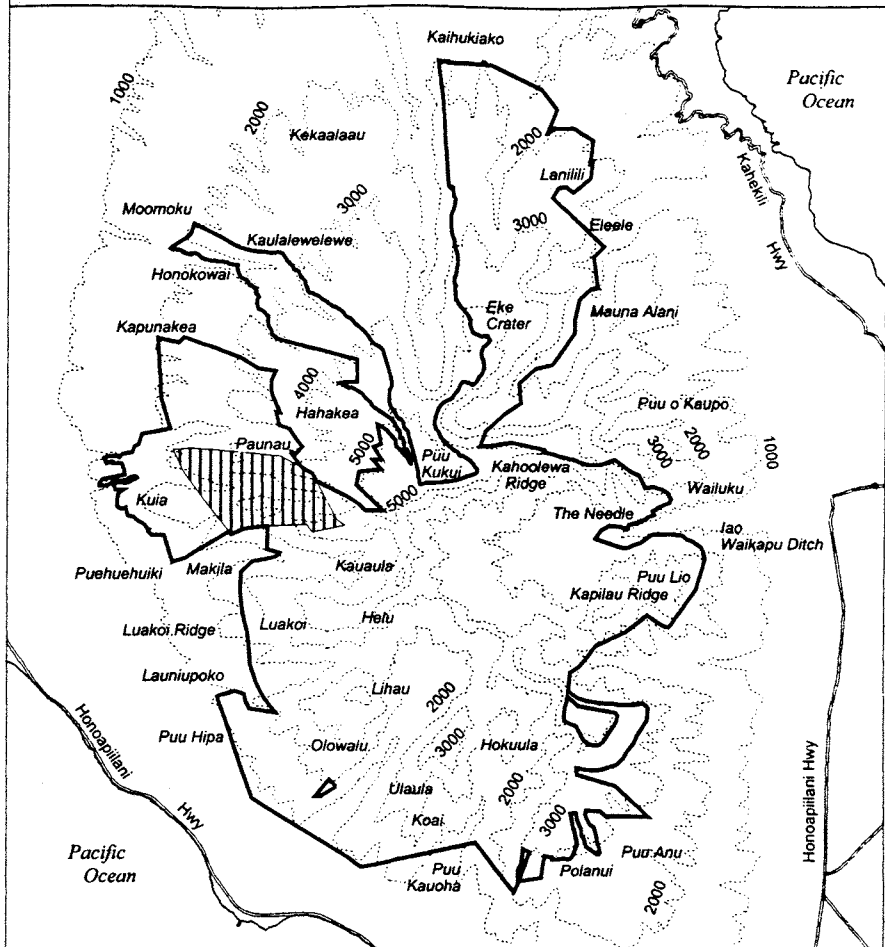 Kaihukiako
Pacific
Ocean
1000
2000
Kekaalaau
2000
Lanilili
Kahekili
Hwy
3000
Moomoku
3000
Eleele
Kaulalewelewe
Honokowai
Kapunakea
Eke
Crater
Mauna Alani
4000
Hahakea
Puu o Kaupo
Paunau
5000
Puu
Kukui
3000
2000
1000
Kahoolewa
Ridge
Wailuku
Kuia
5000
The Needle
Iao
Waikapu Ditch
Puehuehuiki
Makila
Kauaula
Puu Lio
Kapilau Ridge
Luakoi Ridge
Luakoi
Helu
Launiupoko
Lihau
2000
Puu Hipa
Olowalu
3000
Hokuula
Honoapiilani
Hwy
Ulaula
2000
Honoapiilani Hwy
Koai
3000
Pacific
Ocean
Puu
Kauoha
Polanui
Puu Anu
2000